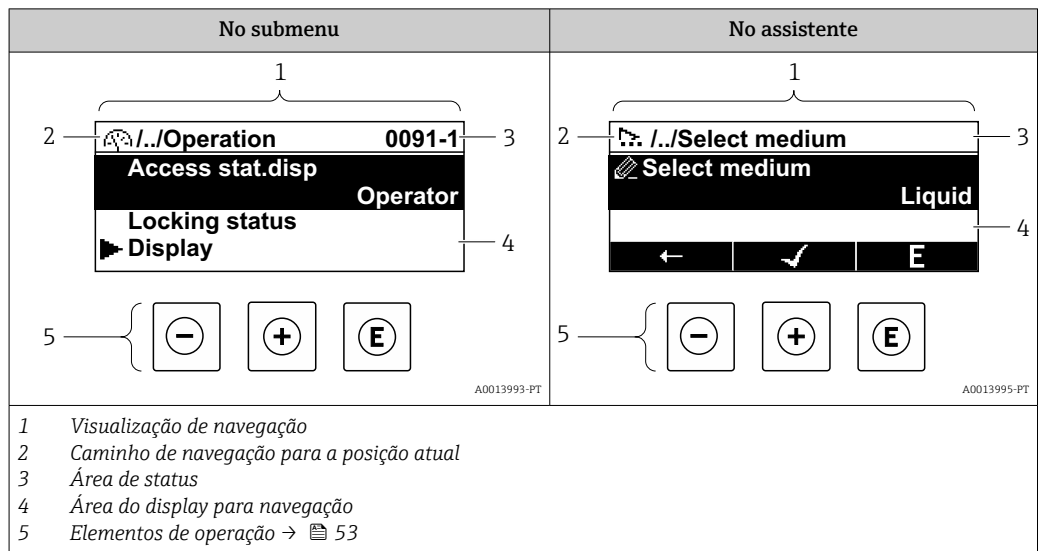 No submenu
No assistente
1
2
/../Operation 0091-1
3
Access stat.disp
Operator
Locking status
Display
4
5
- + E
A0013993-PT
1
2
/../Select medium
3
Select medium
Liquid
4
← ✓ E
5
- + E
A0013995-PT
1 Visualização de navegação
2 Caminho de navegação para a posição atual
3 Área de status
4 Área do display para navegação
5 Elementos de operação → 53